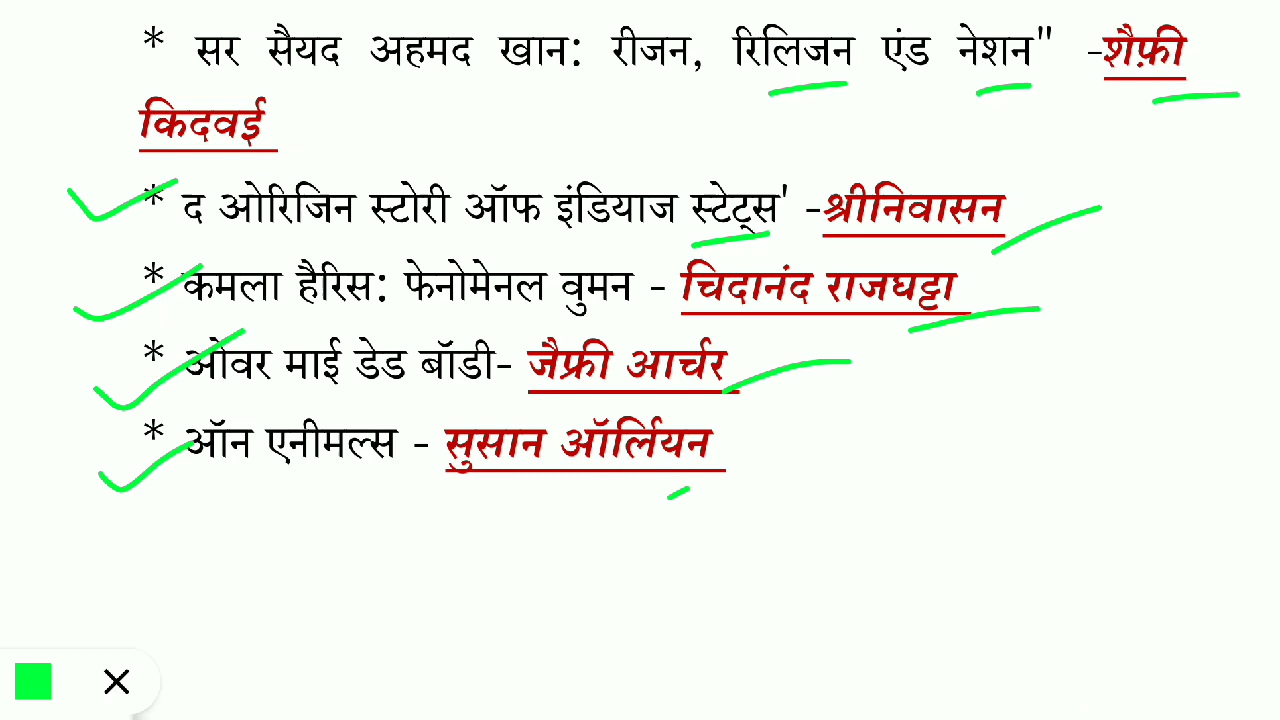 * सर सैयद अहमद खान: रीजन, रिलिजन एंड नेशन" -शैफ़ी
किदवई
* द ओरिजिन स्टोरी ऑफ इंडियाज स्टेट्स' -श्रीनिवासन
* कमला हैरिस: फेनोमेनल वुमन - चिदानंद राजघट्टा
* ओवर माई डेड बॉडी- जैफ्री आर्चर
* ऑन एनीमल्स - सुसान ऑर्लियन